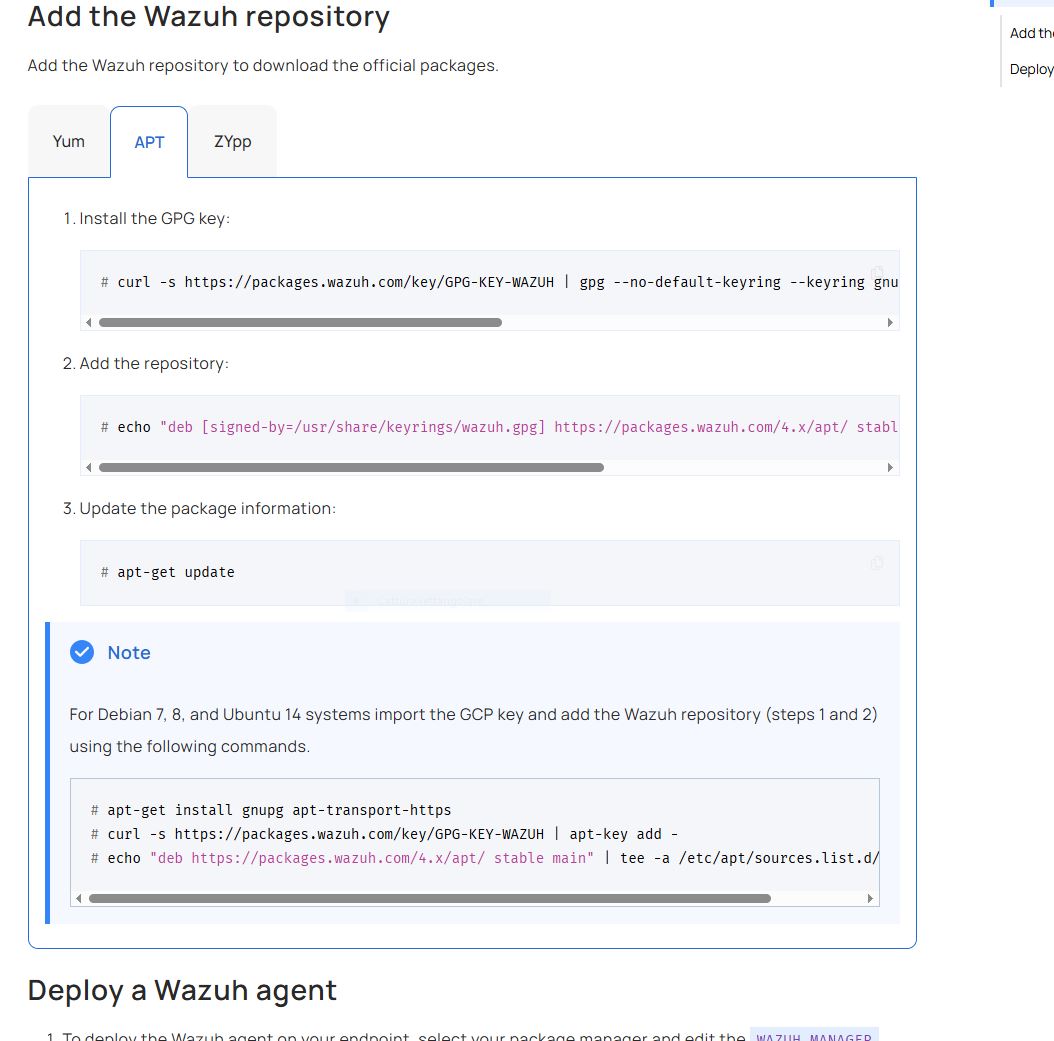 Add the Wazuh repository
Add the
Add the Wazuh repository to download the official packages.
Deploy
Yum
APT
ZYpp
1. Install the GPG key:
# curl -s https://packages.wazuh.com/key/GPG-KEY-WAZUH | gpg --no-default-keyring --keyring gnu
2. Add the repository:
# echo "deb [signed-by=/usr/share/keyrings/wazuh.gpg] https://packages.wazuh.com/4.x/apt/ stabl
3. Update the package information:
# apt-get update
Note
For Debian 7, 8, and Ubuntu 14 systems import the GCP key and add the Wazuh repository (steps 1 and 2)
using the following commands.
# apt-get install gnupg apt-transport-https
# curl -s https://packages.wazuh.com/key/GPG-KEY-WAZUH | apt-key add -
# echo "deb https://packages.wazuh.com/4.x/apt/ stable main" | tee -a /etc/apt/sources.list.d/
Deploy a Wazuh agent
1. To deploy the Wazuh agent on your endpoint, select your package manager and edit the WAZUH_MANAGER